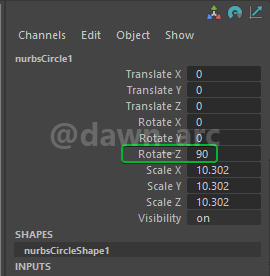 Channels Edit Object Show
nurbsCircle1
Translate X 0
Translate Y 0
Translate Z 0
Rotate X 0
Rotate Y 0
Rotate Z 90
Scale X 10.302
Scale Y 10.302
Scale Z 10.302
Visibility on
@dawn_arc
SHAPES
nurbsCircleShape1
INPUTS